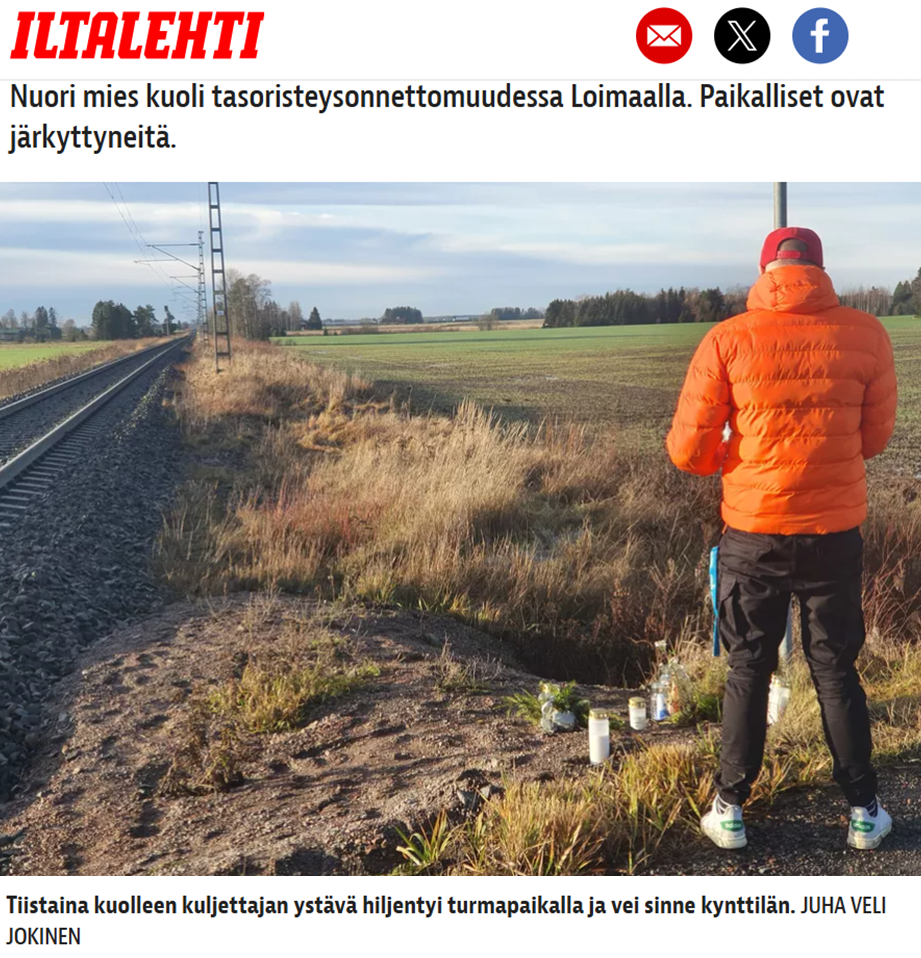 ILTALEHTI
Nuori mies kuoli tasoristeysonnettomuudessa Loimaalla. Paikalliset ovat
järkyttyneitä.
Tiistaina kuolleen kuljettajan ystävä hiljentyi turmapaikalla ja vei sinne kynttilän. JUHA VELI
JOKINEN